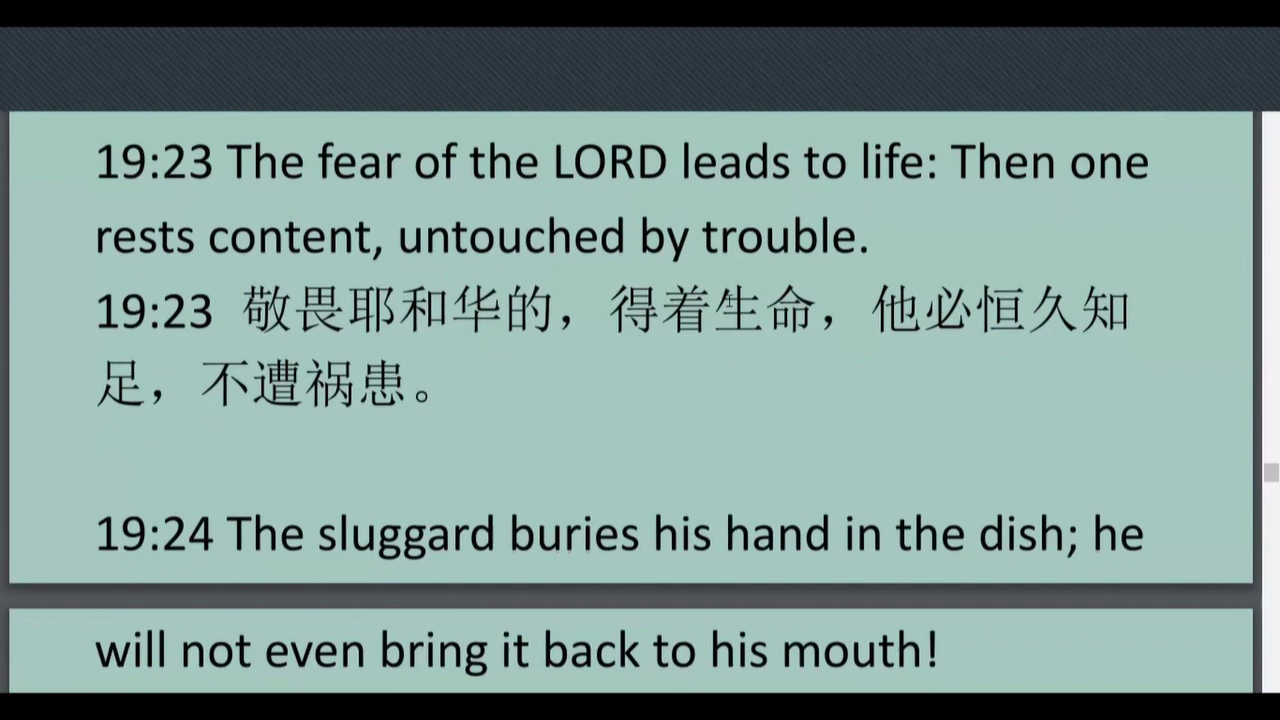 19:23 The fear of the LORD leads to life: Then one
rests content, untouched by trouble.
19:23 敬畏耶和华的，得着生命，他必恒久知
足，不遭祸患。
19:24 The sluggard buries his hand in the dish; he
will not even bring it back to his mouth!